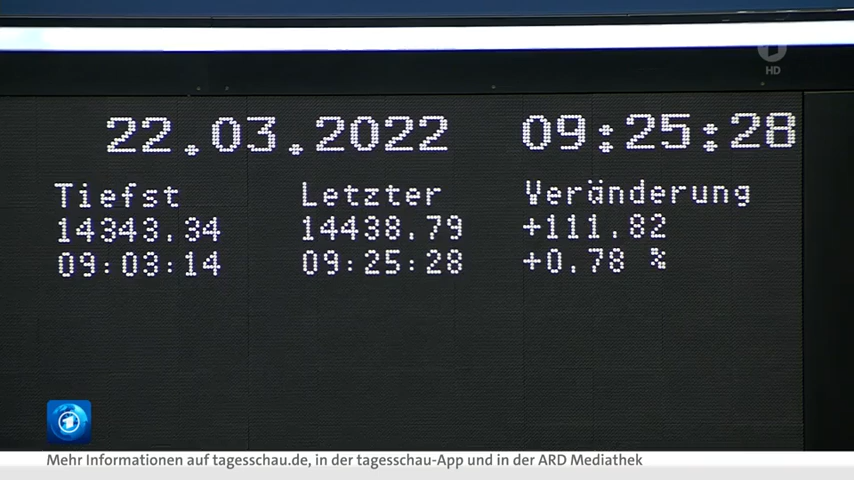 HD
22.03.2022 09:25:28
Tiefst Letzter Veränderung
14343.34 14438.79 +111.82
09:03:14 09:25:28 +0.78 %
Mehr Informationen auf tagesschau.de, in der tagesschau-App und in der ARD Mediathek